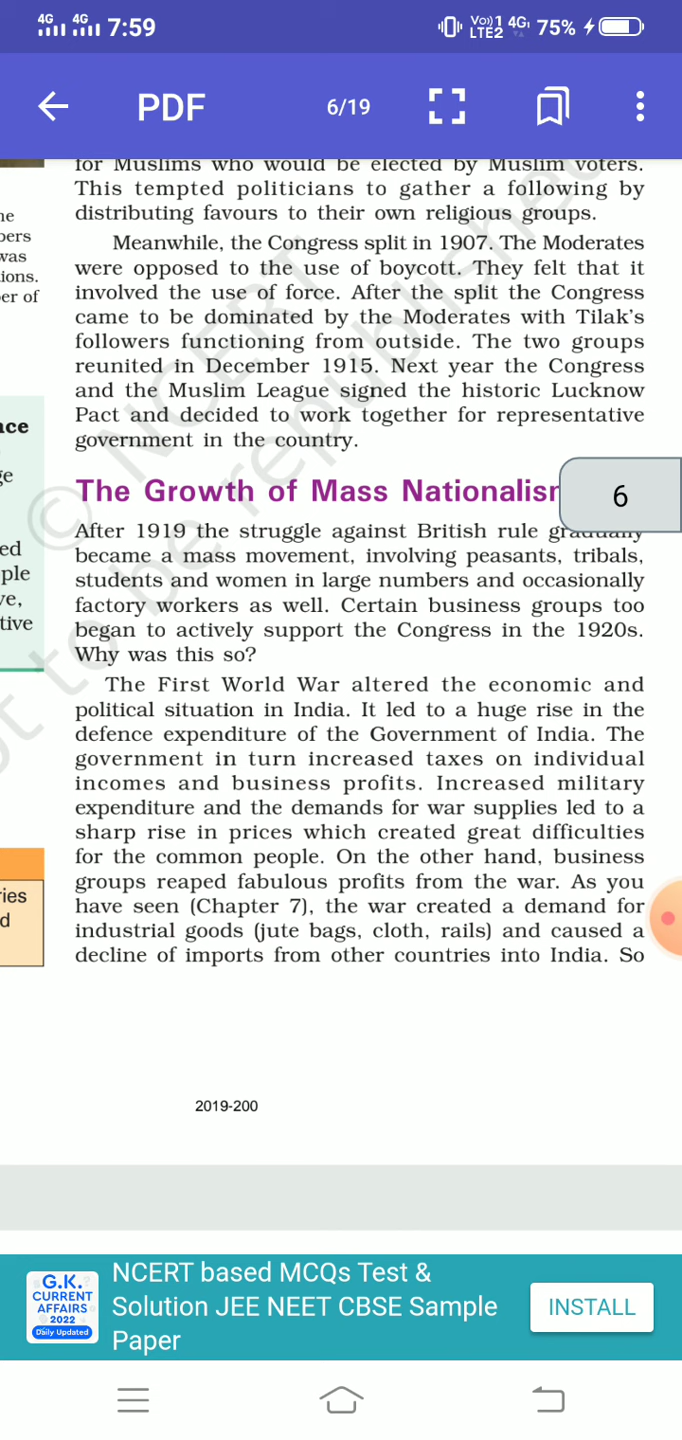 4G 4G 7:59 Vo)) 1 4G 75%
LTE2
PDF 6/19
for Muslims who would be elected by Muslim voters.
This tempted politicians to gather a following by
distributing favours to their own religious groups.
Meanwhile, the Congress split in 1907. The Moderates
were opposed to the use of boycott. They felt that it
involved the use of force. After the split the Congress
came to be dominated by the Moderates with Tilak's
followers functioning from outside. The two groups
reunited in December 1915. Next year the Congress
and the Muslim League signed the historic Lucknow
Pact and decided to work together for representative
government in the country.
The Growth of Mass Nationalism
6
After 1919 the struggle against British rule gradually
became a mass movement, involving peasants, tribals,
students and women in large numbers and occasionally
factory workers as well. Certain business groups too
began to actively support the Congress in the 1920s.
Why was this so?
The First World War altered the economic and
political situation in India. It led to a huge rise in the
defence expenditure of the Government of India. The
government in turn increased taxes on individual
incomes and business profits. Increased military
expenditure and the demands for war supplies led to a
sharp rise in prices which created great difficulties
for the common people. On the other hand, business
groups reaped fabulous profits from the war. As you
have seen (Chapter 7), the war created a demand for
industrial goods (jute bags, cloth, rails) and caused a
decline of imports from other countries into India. So
© NCERT
not to be republished
2019-200
G.K.
CURRENT
AFFAIRS
2022
Daily Updated
NCERT based MCQs Test &
Solution JEE NEET CBSE Sample
Paper
INSTALL